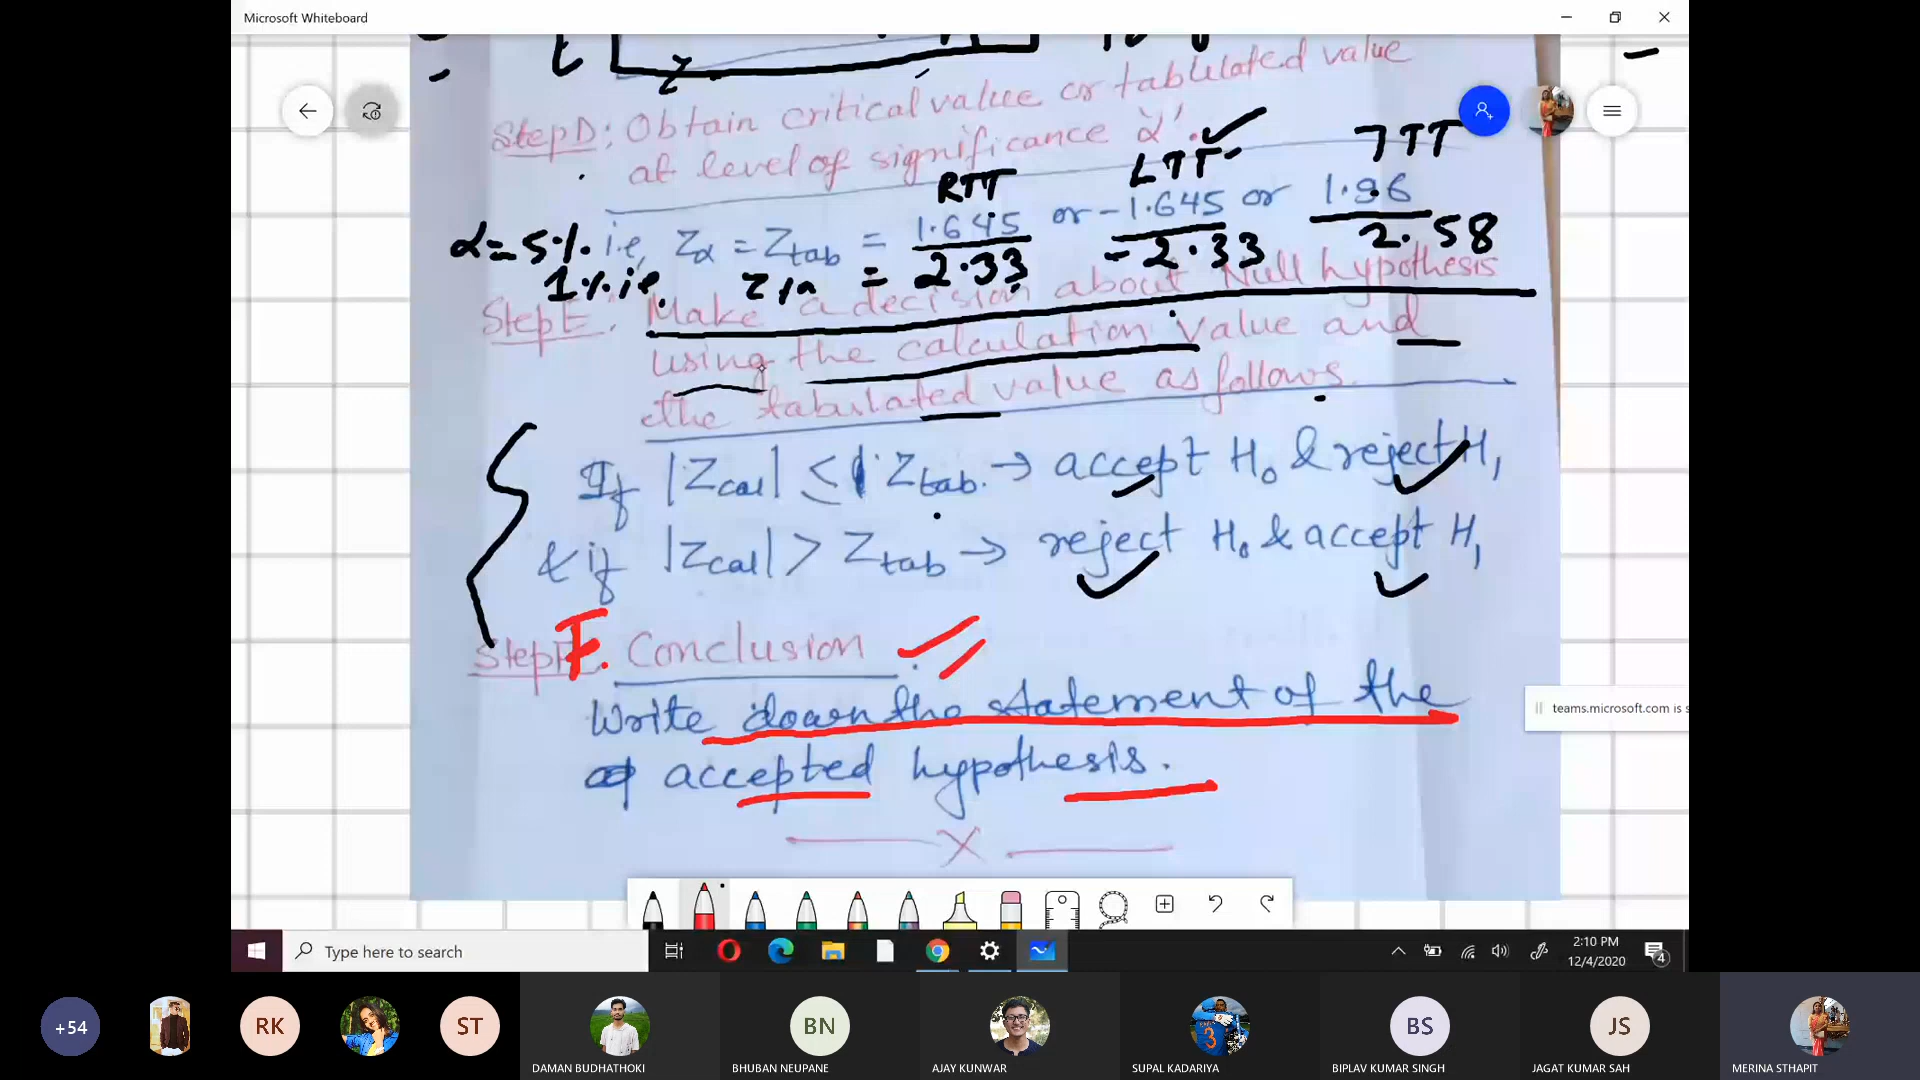 Microsoft Whiteboard
Step D: Obtain critical value or tabulated value
at level of significance 'α'.
RTT LTT TTT
α = 5%. i.e, Zα = Ztab = 1.645 or -1.645 or 1.96
1% i.e. = 2.33 = -2.33 2.58
Step E: Make a decision about Null hypothesis
using the calculation value and
the tabulated value as follows.
If |Zcal| ≤ Ztab. → accept H0 & reject H1
& if |Zcal| > Ztab → reject H0 & accept H1
Step F. Conclusion
Write down the statement of the
accepted hypothesis.
X
teams.microsoft.com is s
Type here to search
2:10 PM
12/4/2020
4
+54
RK
ST
BN
BS
JS
DAMAN BUDHATHOKI
BHUBAN NEUPANE
AJAY KUNWAR
SUPAL KADARIYA
BIPLAV KUMAR SINGH
JAGAT KUMAR SAH
MERINA STHAPIT